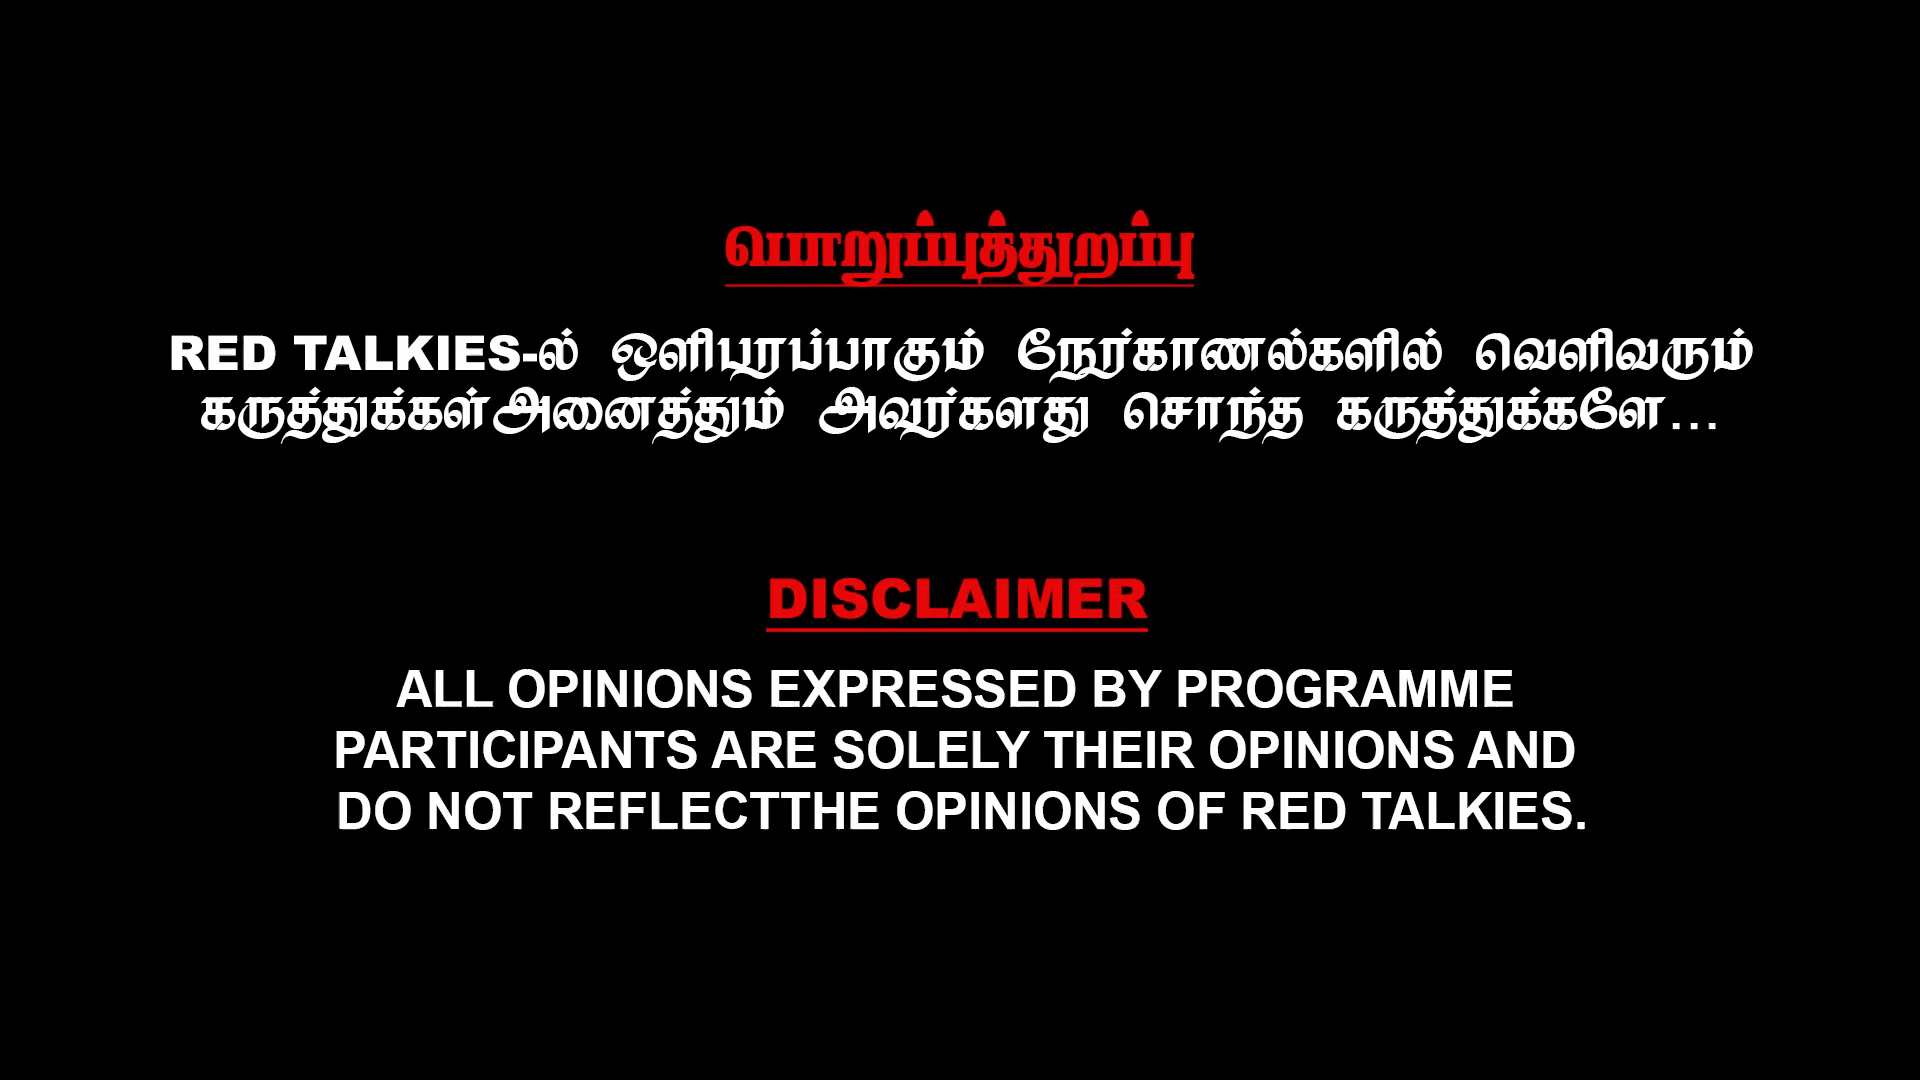 பொறுப்புத்துறப்பு
RED TALKIES-ல் ஒளிபரப்பாகும் நேர்காணல்களில் வெளிவரும்
கருத்துக்கள்அனைத்தும் அவர்களது சொந்த கருத்துக்களே...
DISCLAIMER
ALL OPINIONS EXPRESSED BY PROGRAMME
PARTICIPANTS ARE SOLELY THEIR OPINIONS AND
DO NOT REFLECTTHE OPINIONS OF RED TALKIES.